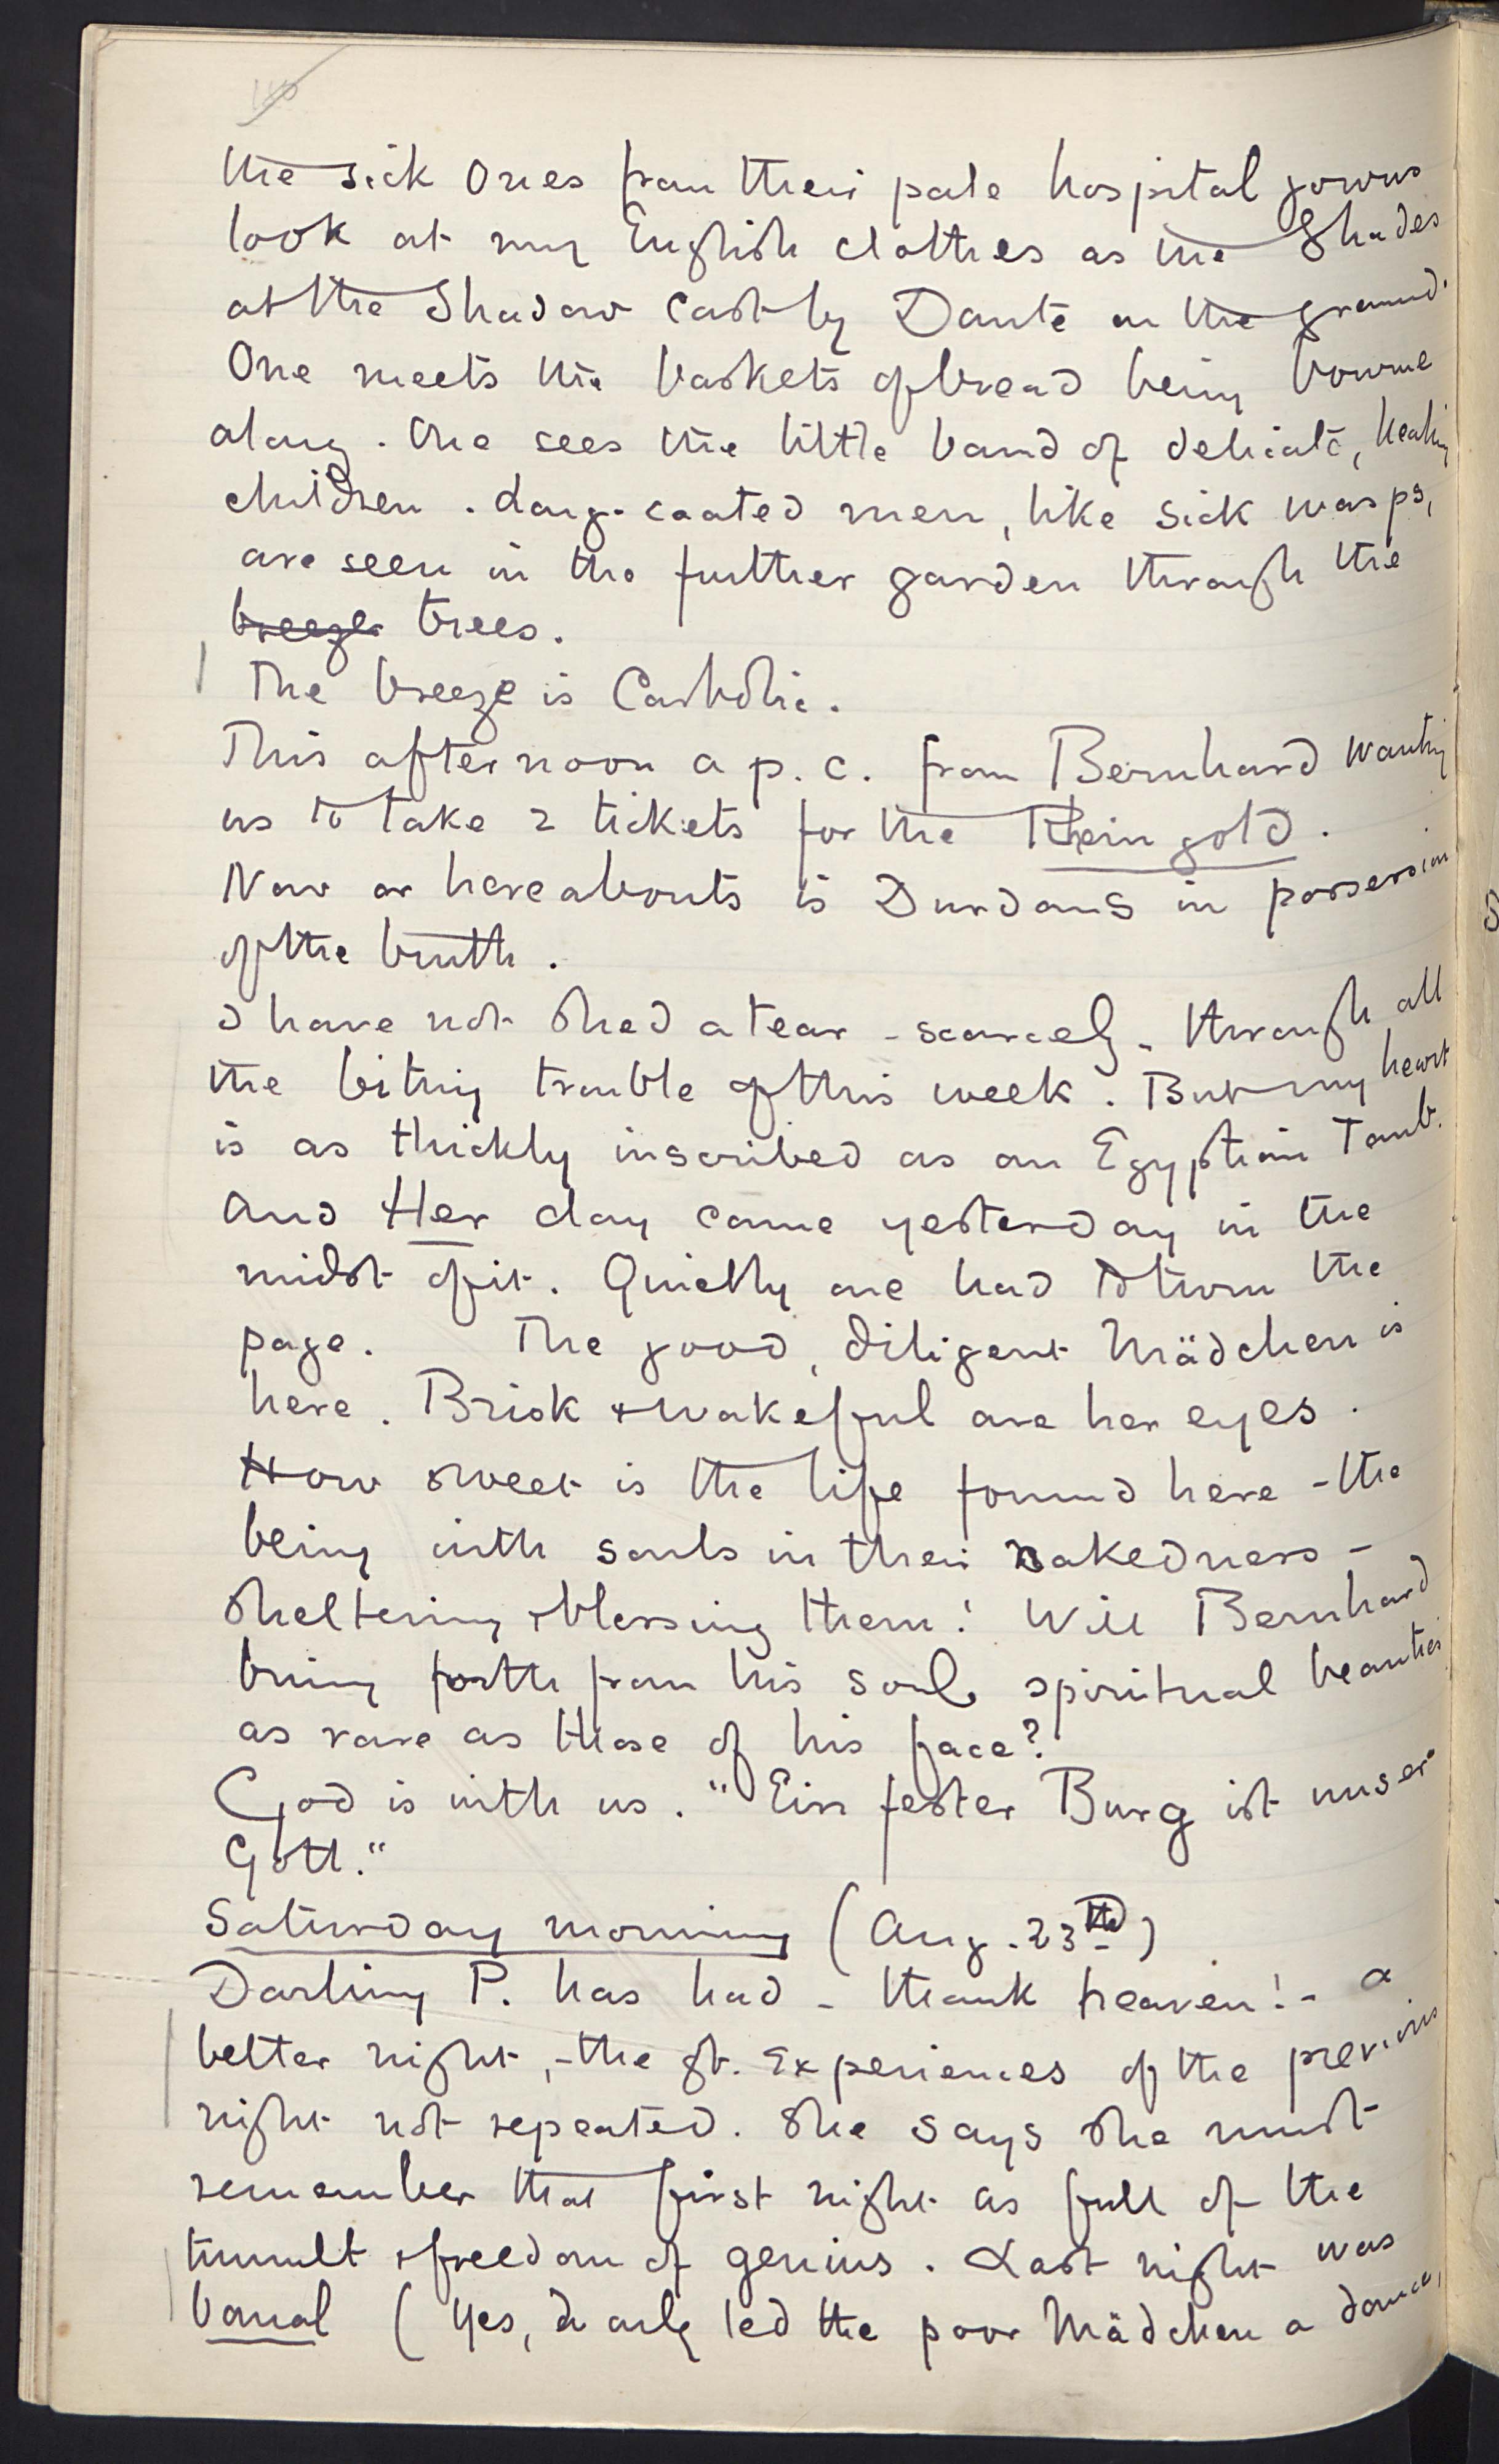 160
the sick Ones from their pale hospital gowns
look at my English clothes as the Shades
at the Shadow cast by Dante on the ground.
One meets the baskets of bread being bourne
along. One sees the little band of delicate, healing
children. Long-coated men, like sick wasps,
are seen in the further garden through the
breeze trees.
The breeze is Carbolic.
This afternoon a p.c. from Bernhard wanting
us to take 2 tickets for the Rheingold.
Now or hereabouts is Durdans in possession
of the truth.
I have not shed a tear - scarcely - through all
the biting trouble of this week. But my heart
is as thickly inscribed as an Egyptian Tomb.
And Her day came yesterday in the
midst of it. Quietly one had to turn the
page. The good, diligent Mädchen is
here. Brisk & wakeful are her eyes.
How sweet is the life found here - the
being with souls in their nakedness -
sheltering & blessing them! Will Bernhard
bring forth from his soul spiritual beauties
as rare as those of his face?
God is with us. "Ein fester Burg ist unser
Gott."
Saturday morning (Aug. 23rd)
Darling P. has had - thank heaven! - a
better night, - the gt. Experiences of the previous
night not repeated. She says she must
remember that first night as full of the
tumult & freedom of genius. Last night was
banal (Yes, I only led the poor Mädchen a dance,